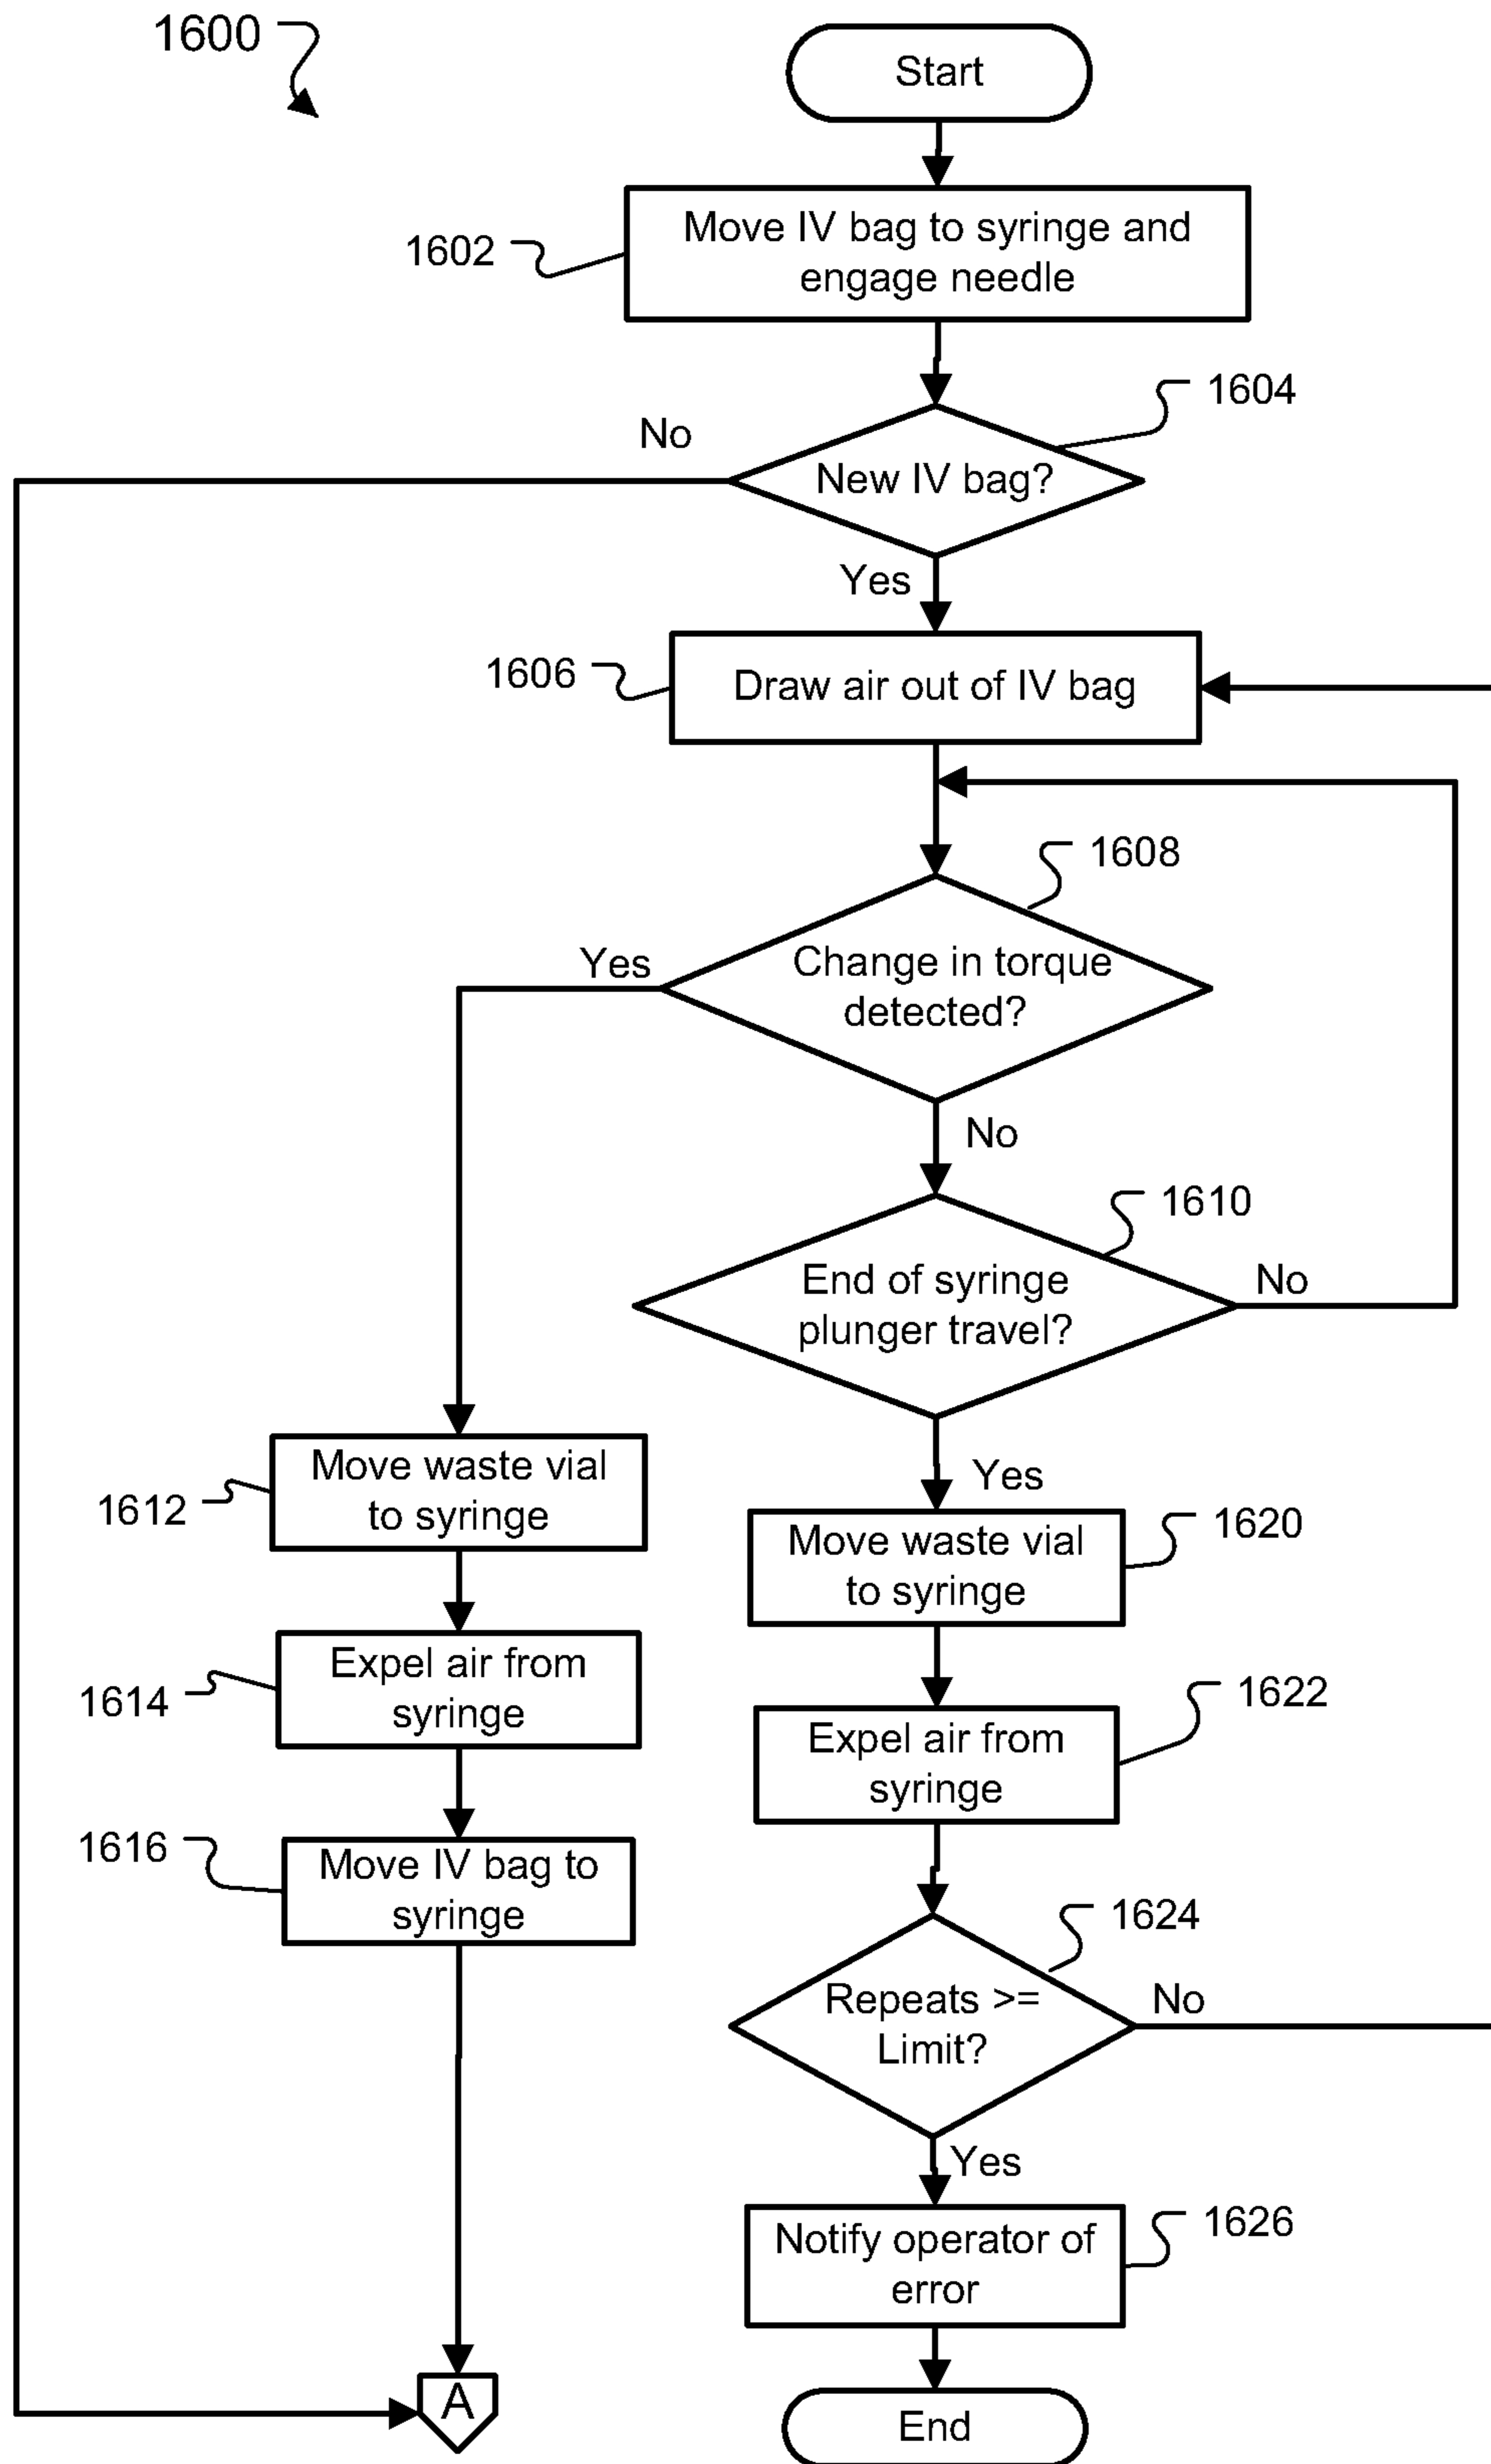 1600
Start
Move IV bag to syringe and
engage needle
1602
1604
No
New IV bag?
Yes
1606
Draw air out of IV bag
1608
Yes
Change in torque
detected?
No
1610
End of syringe
plunger travel?
No
Yes
Move waste vial
to syringe
1612
Move waste vial
to syringe
1620
Expel air from
syringe
1614
Expel air from
syringe
1622
1616
Move IV bag to
syringe
1624
Repeats >=
Limit?
No
Yes
Notify operator of
error
1626
A
End